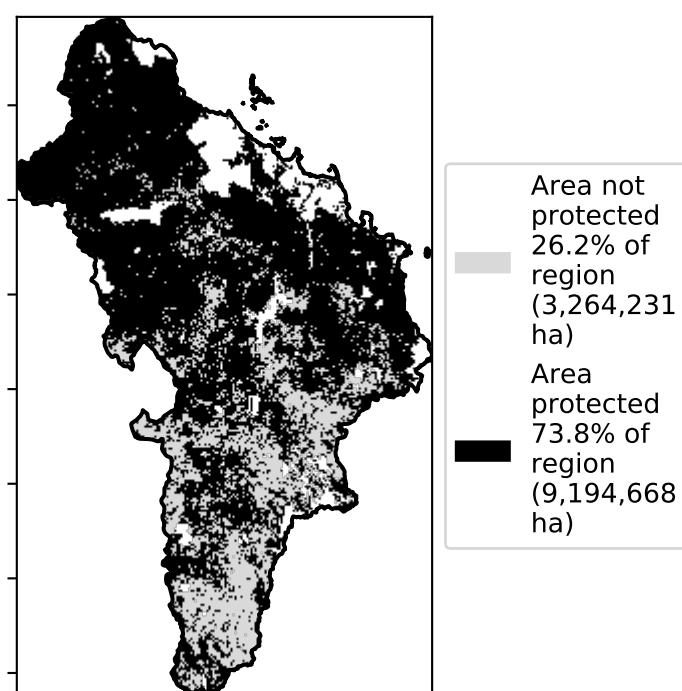 Area not
protected
26.2% of
region
(3,264,231
ha)
Area
protected
73.8% of
region
(9,194,668
ha)